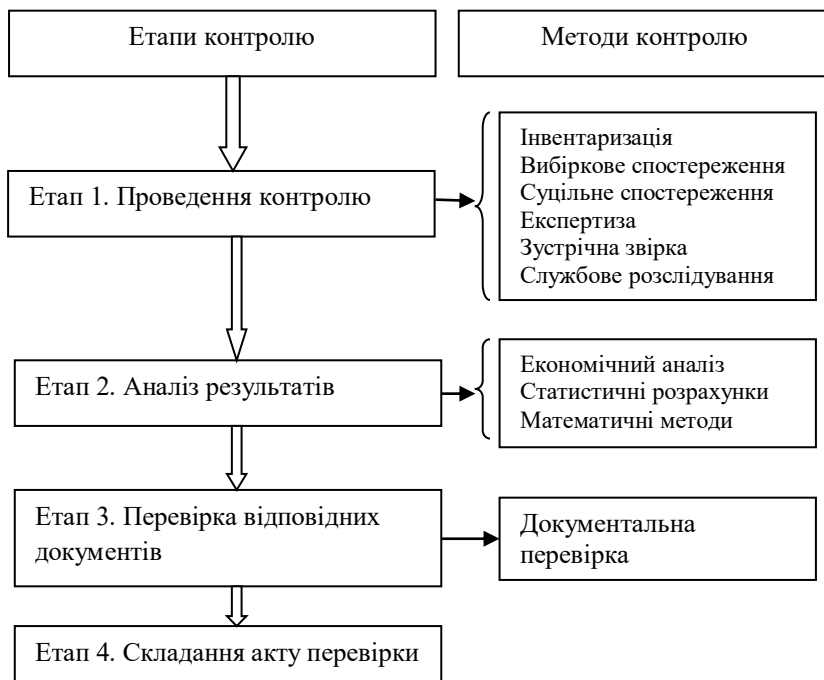 Етапи контролю
Методи контролю
Етап 1. Проведення контролю
Інвентаризація
Вибіркове спостереження
Суцільне спостереження
Експертиза
Зустрічна звірка
Службове розслідування
Етап 2. Аналіз результатів
Економічний аналіз
Статистичні розрахунки
Математичні методи
Етап 3. Перевірка відповідних
документів
Документальна
перевірка
Етап 4. Складання акту перевірки